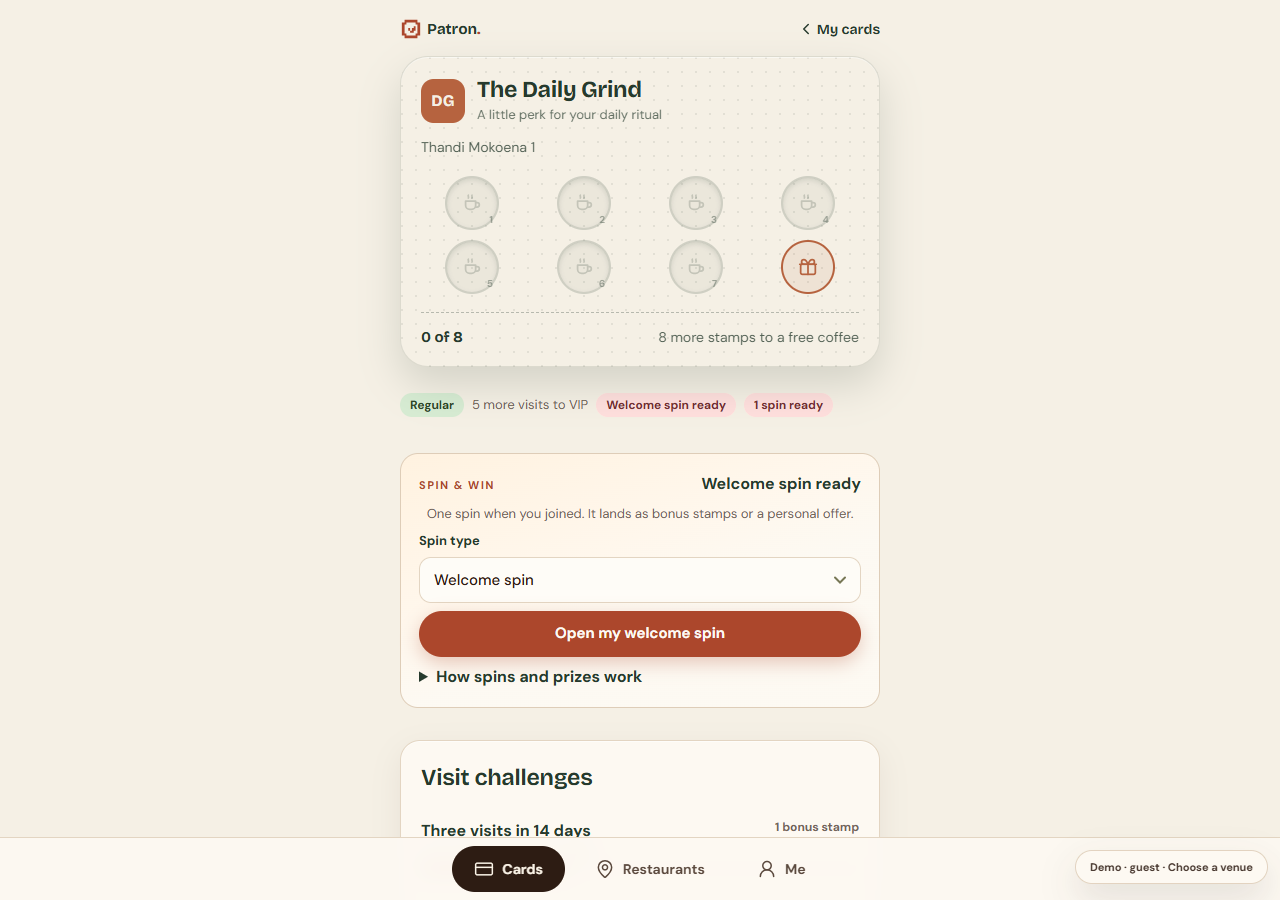 Patron.
My cards
DG
The Daily Grind
A little perk for your daily ritual
Thandi Mokoena 1
1
2
3
4
5
6
7
0 of 8
8 more stamps to a free coffee
Regular
5 more visits to VIP
Welcome spin ready
1 spin ready
SPIN & WIN
Welcome spin ready
One spin when you joined. It lands as bonus stamps or a personal offer.
Spin type
Welcome spin
Open my welcome spin
How spins and prizes work
Visit challenges
Three visits in 14 days
1 bonus stamp
Cards
Restaurants
Me
Demo · guest · Choose a venue